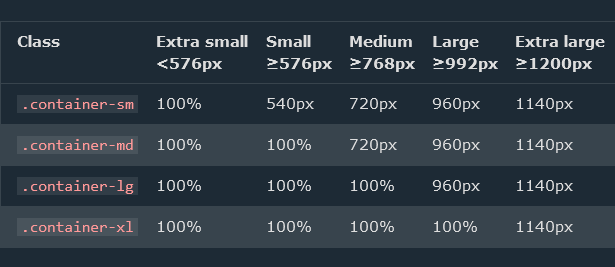 Class Extra small Small Medium Large Extra large
<576px ≥576px ≥768px ≥992px ≥1200px
.container-sm 100% 540px 720px 960px 1140px
.container-md 100% 100% 720px 960px 1140px
.container-lg 100% 100% 100% 960px 1140px
.container-xl 100% 100% 100% 100% 1140px